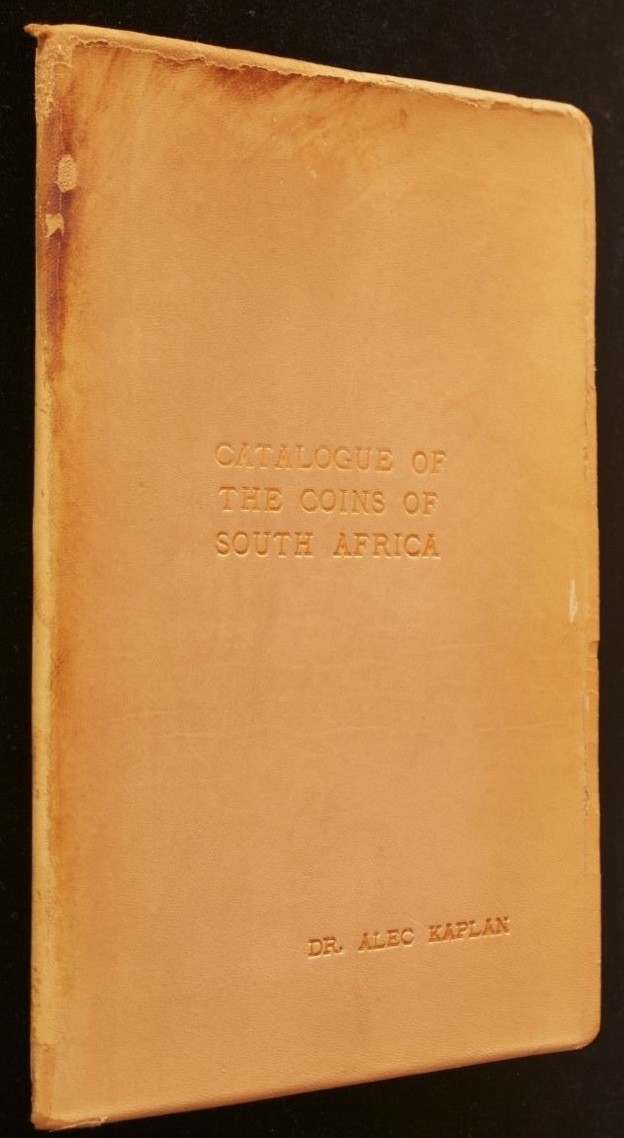 CATALOGUE OF
THE COINS OF
SOUTH AFRICA
DR. ALEC KAPLAN